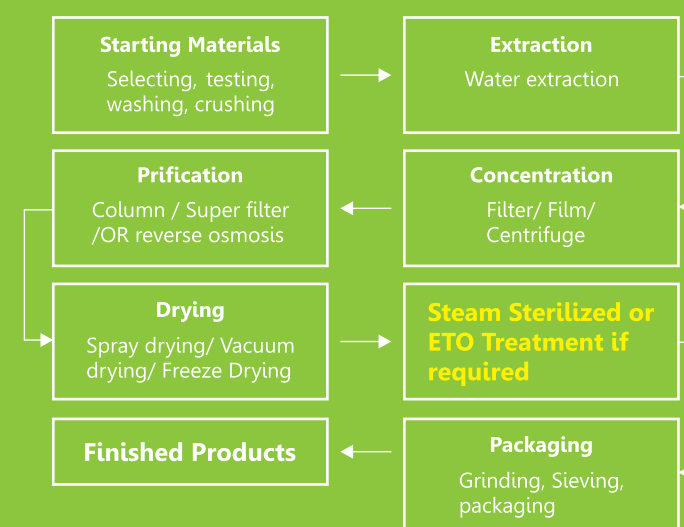 Starting Materials
Selecting, testing,
washing, crushing
Extraction
Water extraction
Prification
Column / Super filter
/OR reverse osmosis
Concentration
Filter/ Film/
Centrifuge
Drying
Spray drying/ Vacuum
drying/ Freeze Drying
Steam Sterilized or
ETO Treatment if
required
Finished Products
Packaging
Grinding, Sieving,
packaging